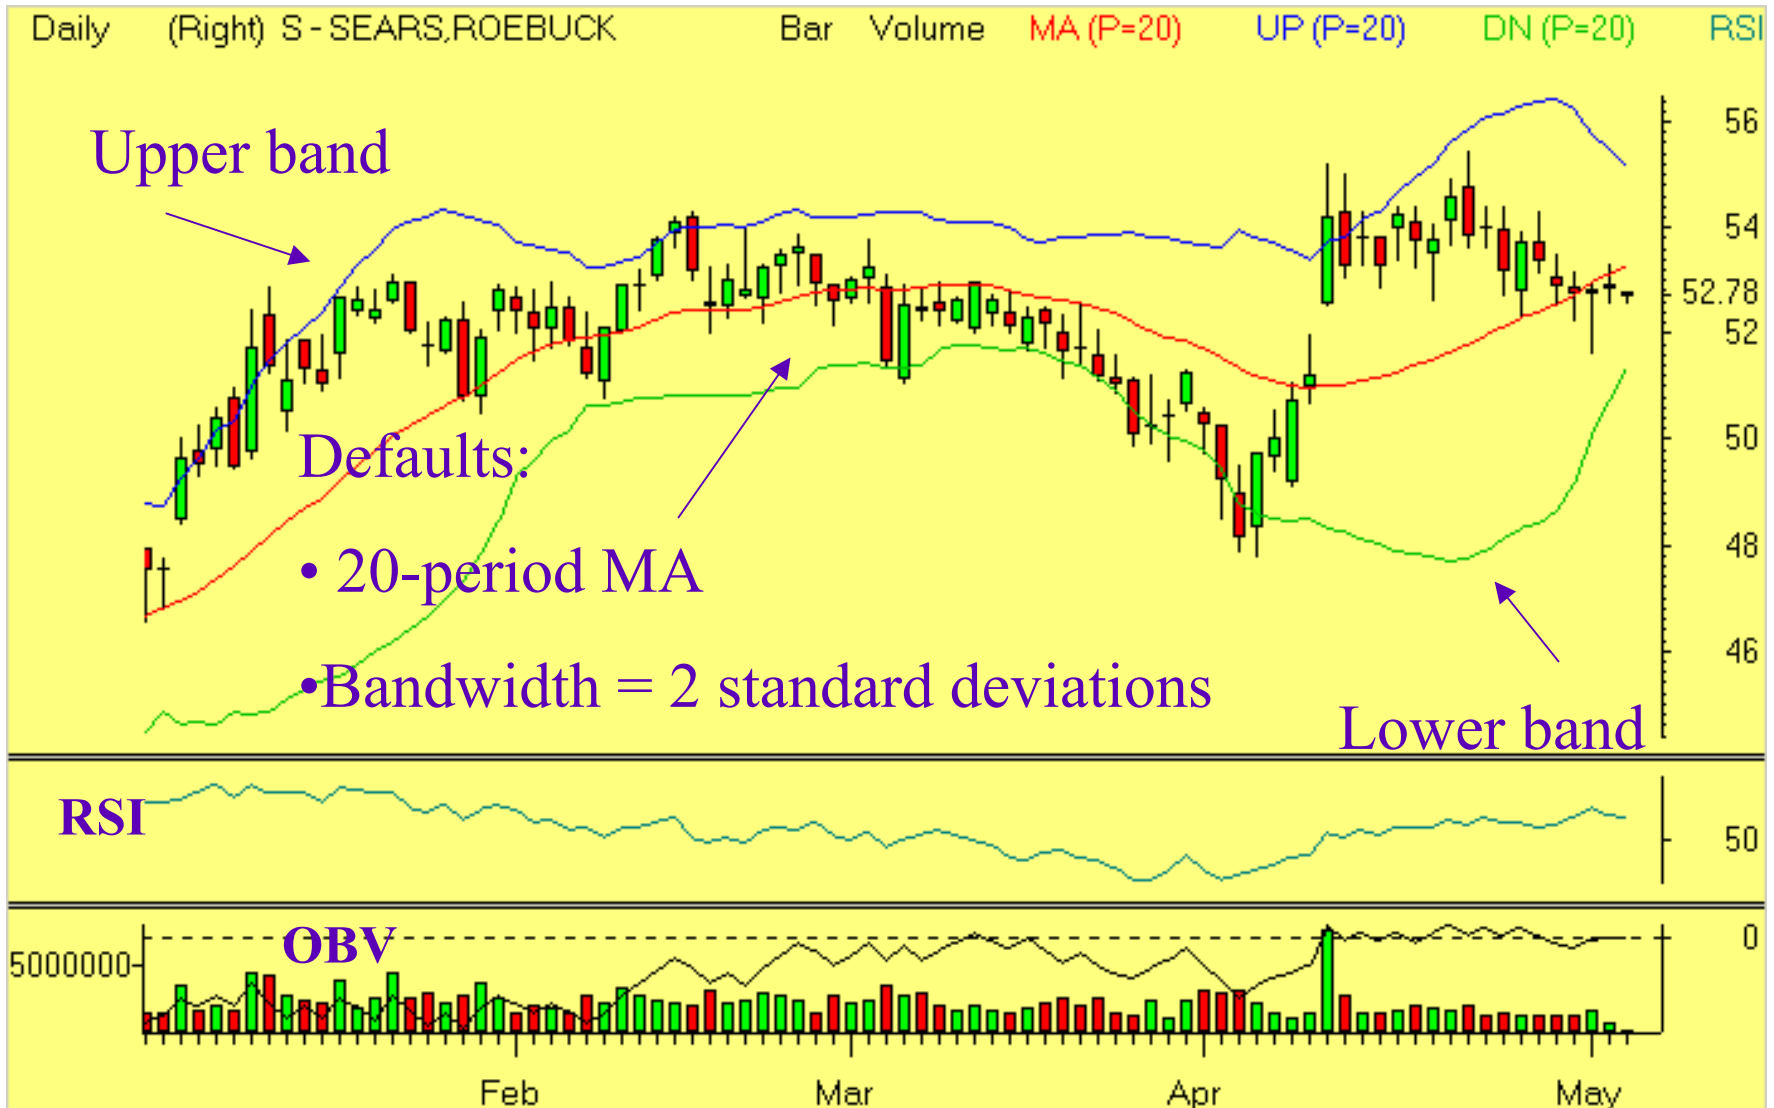 Daily (Right) S - SEARS,ROEBUCK Bar Volume MA (P=20) UP (P=20) DN (P=20) RSI
Upper band
56
54
52.78
52
50
48
46
Defaults:
• 20-period MA
•Bandwidth = 2 standard deviations
Lower band
RSI
50
OBV
0
5000000
Feb Mar Apr May